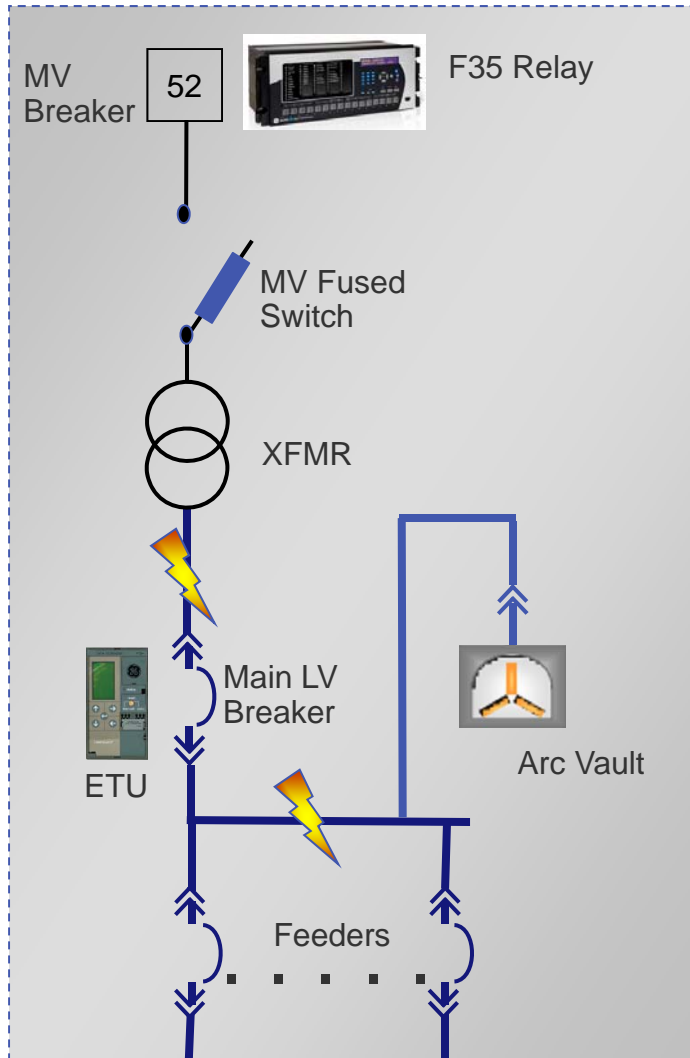 MV
Breaker
52
F35 Relay
MV Fused
Switch
XFMR
Main LV
Breaker
ETU
Arc Vault
Feeders